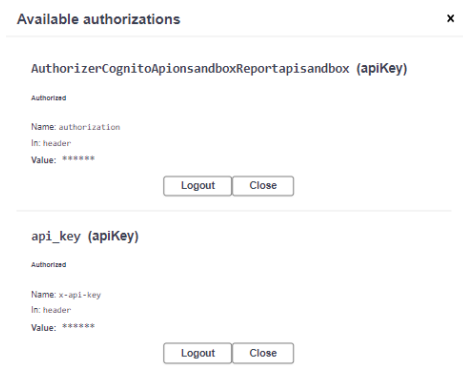 Available authorizations x
AuthorizerCognitoApionsandboxReportapisandbox (apiKey)
Authorized
Name: authorization
In: header
Value: ******
Logout Close
api_key (apiKey)
Authorized
Name: x-api-key
In: header
Value: ******
Logout Close